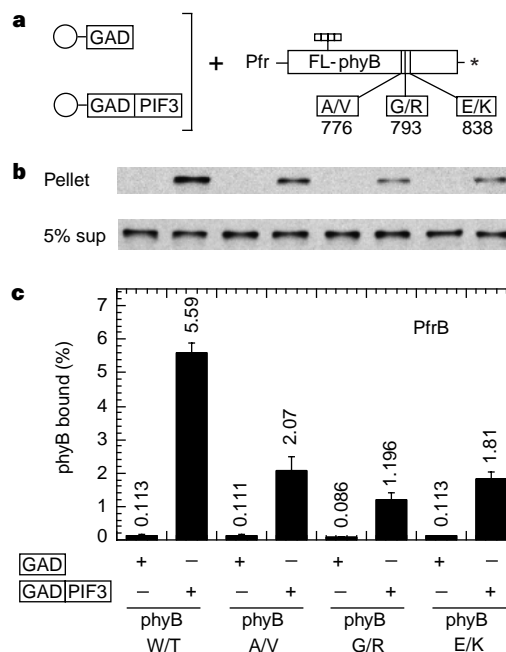 a
GAD
GAD PIF3
+
Pfr FL-phyB *
A/V G/R E/K
776 793 838
b
Pellet
5% sup
c
PfrB
phyB bound (%)
7
6
5
4
3
2
1
0
0.113 5.59 0.111 2.07 0.086 1.196 0.113 1.81
GAD + – + – + – + –
GAD PIF3 – + – + – + – +
phyB phyB phyB phyB
W/T A/V G/R E/K